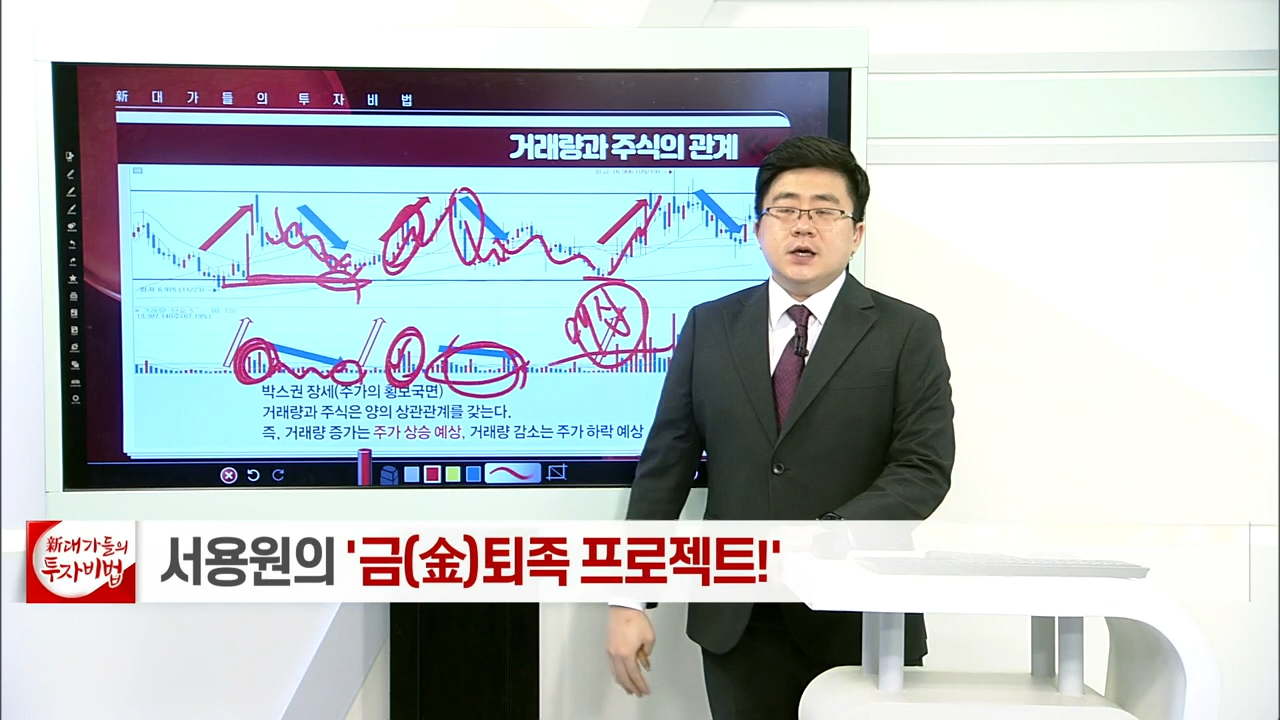 新 대 가 들 의 투 자 비 법
거래량과 주식의 관계
예상
박스권 장세(주가의 횡보국면)
거래량과 주식은 양의 상관관계를 갖는다.
즉, 거래량 증가는 주가 상승 예상, 거래량 감소는 주가 하락 예상
新대가들의
투자비법
서용원의 '금(金)퇴족 프로젝트!'